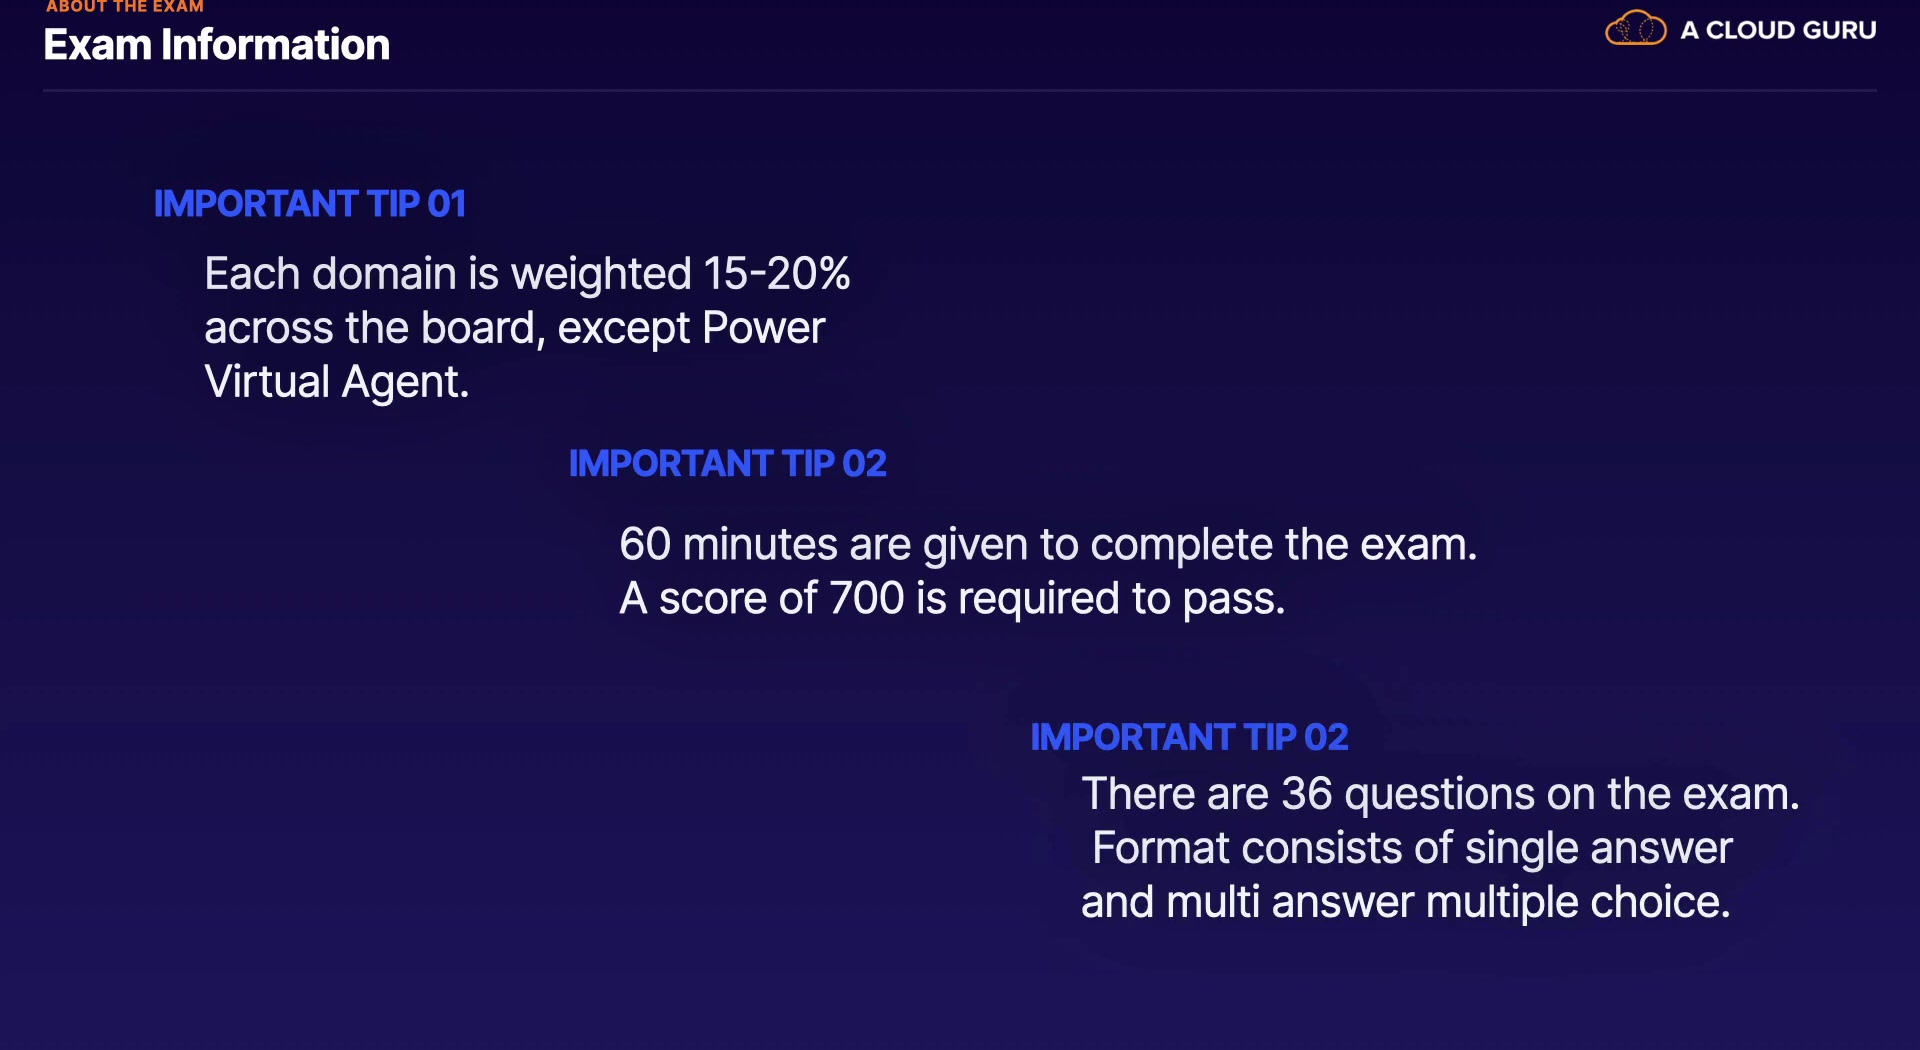 ABOUT THE EXAM
Exam Information
A CLOUD GURU
IMPORTANT TIP 01
Each domain is weighted 15-20%
across the board, except Power
Virtual Agent.
IMPORTANT TIP 02
60 minutes are given to complete the exam.
A score of 700 is required to pass.
IMPORTANT TIP 02
There are 36 questions on the exam.
Format consists of single answer
and multi answer multiple choice.